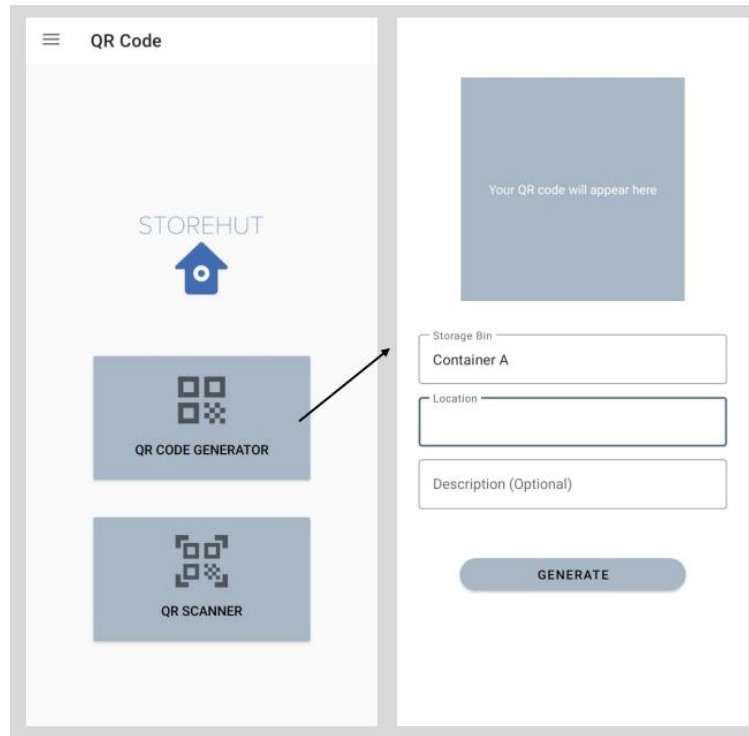 QR Code
STOREHUT
QR CODE GENERATOR
QR SCANNER
Your QR code will appear here
Storage Bin
Container A
Location
Description (Optional)
GENERATE